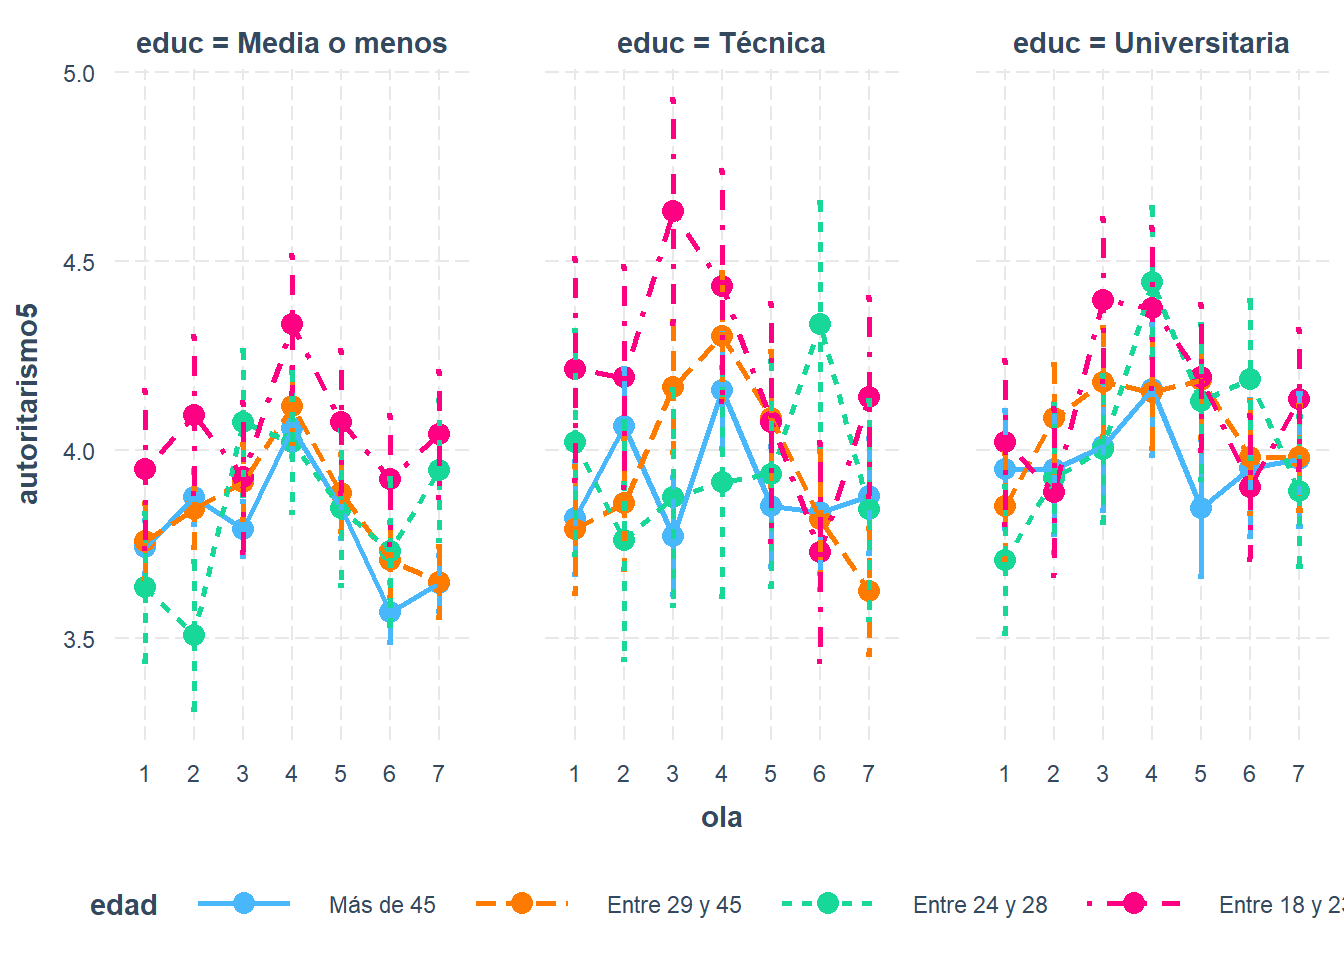 educ = Media o menos educ = Técnica educ = Universitaria
5.0
4.5
4.0
3.5
autoritarismo5
1 2 3 4 5 6 7 1 2 3 4 5 6 7 1 2 3 4 5 6 7
ola
edad Más de 45 Entre 29 y 45 Entre 24 y 28 Entre 18 y